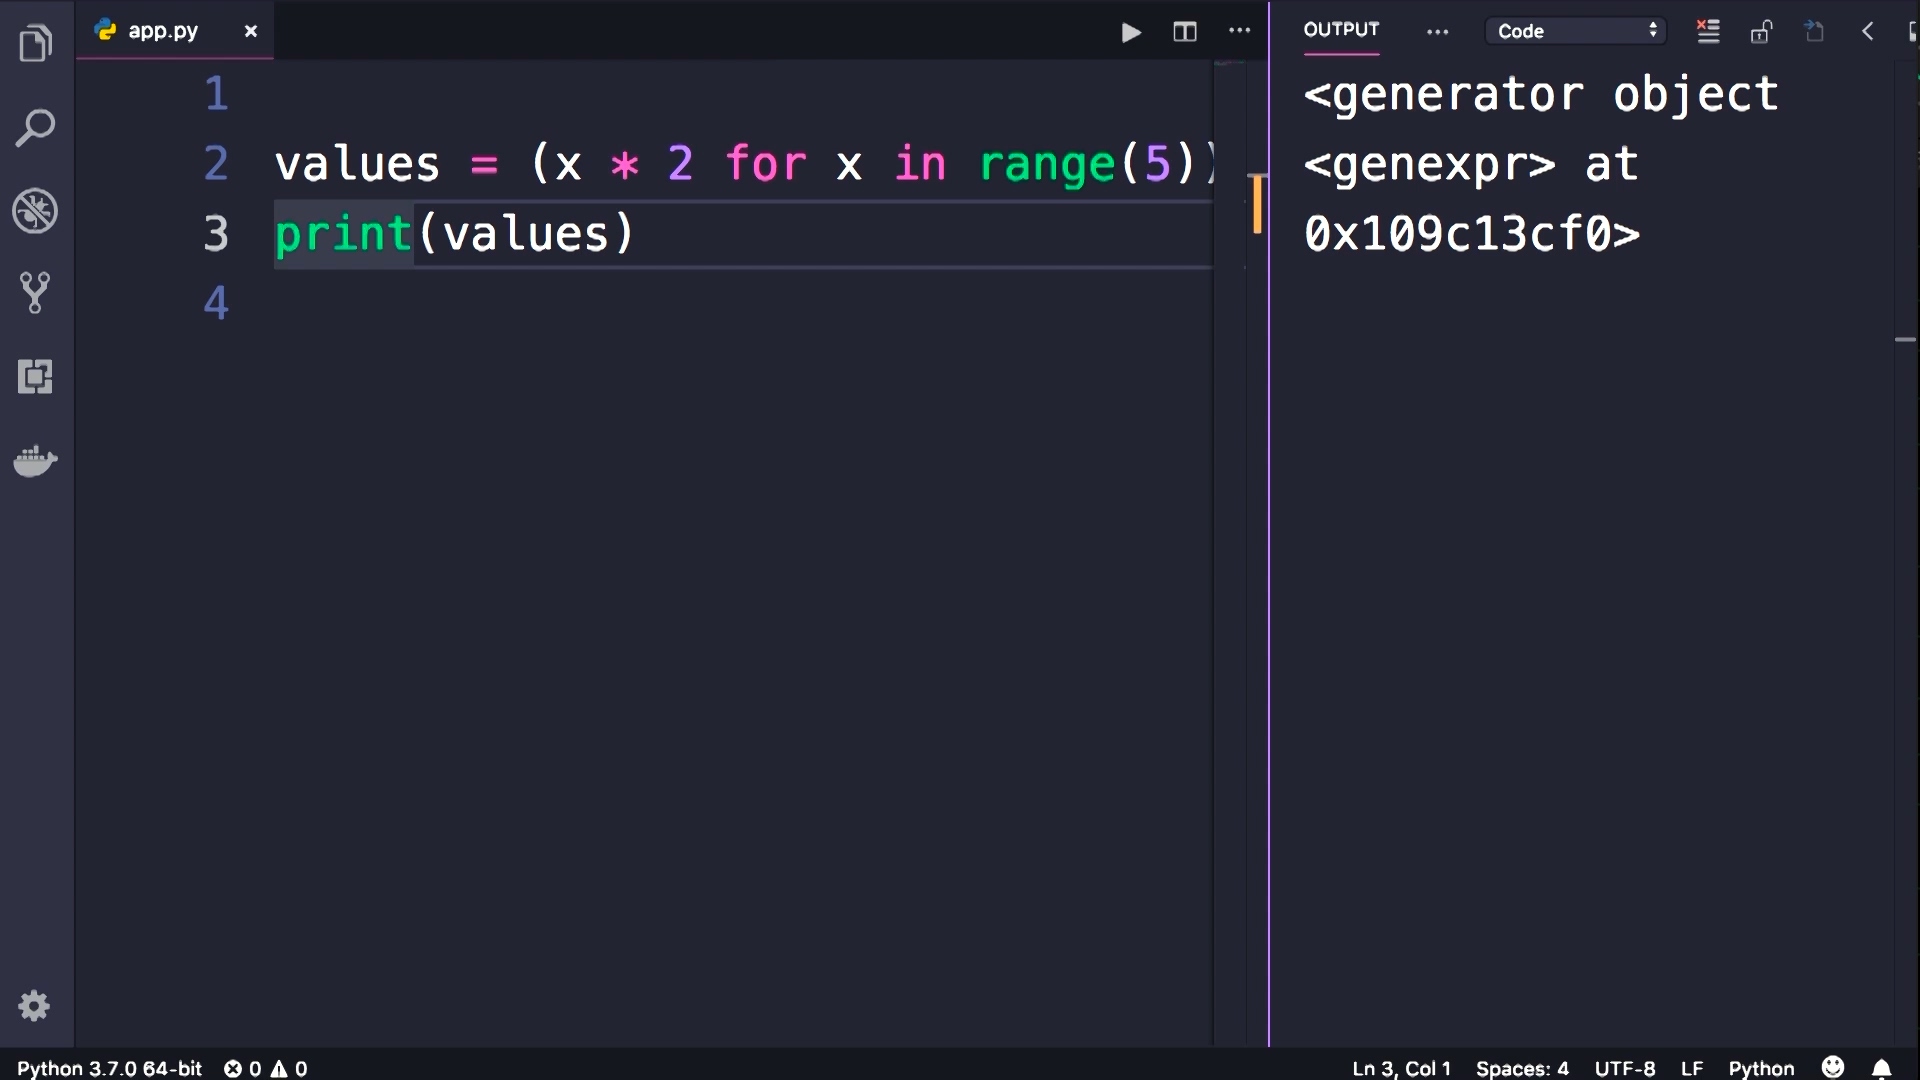 app.py ×
1
2 values = (x * 2 for x in range(5))
3 print(values)
4
OUTPUT ... Code
<generator object
<genexpr> at
0x109c13cf0>
Python 3.7.0 64-bit 0 0
Ln 3, Col 1 Spaces: 4 UTF-8 LF Python